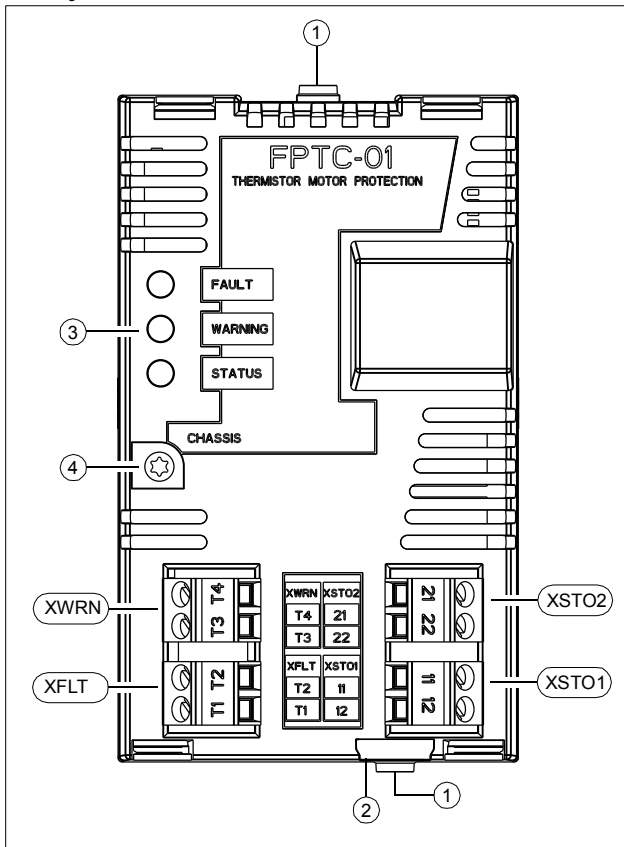 1
FPTC-01
THERMISTOR MOTOR PROTECTION
FAULT
3
WARNING
STATUS
CHASSIS
4
XWRN
T4
T3
XWRN XSTO2
T4 21
T3 22
21
22
XSTO2
XFLT
T2
T1
XFLT XSTO1
T2 11
T1 12
11
12
XSTO1
2
1